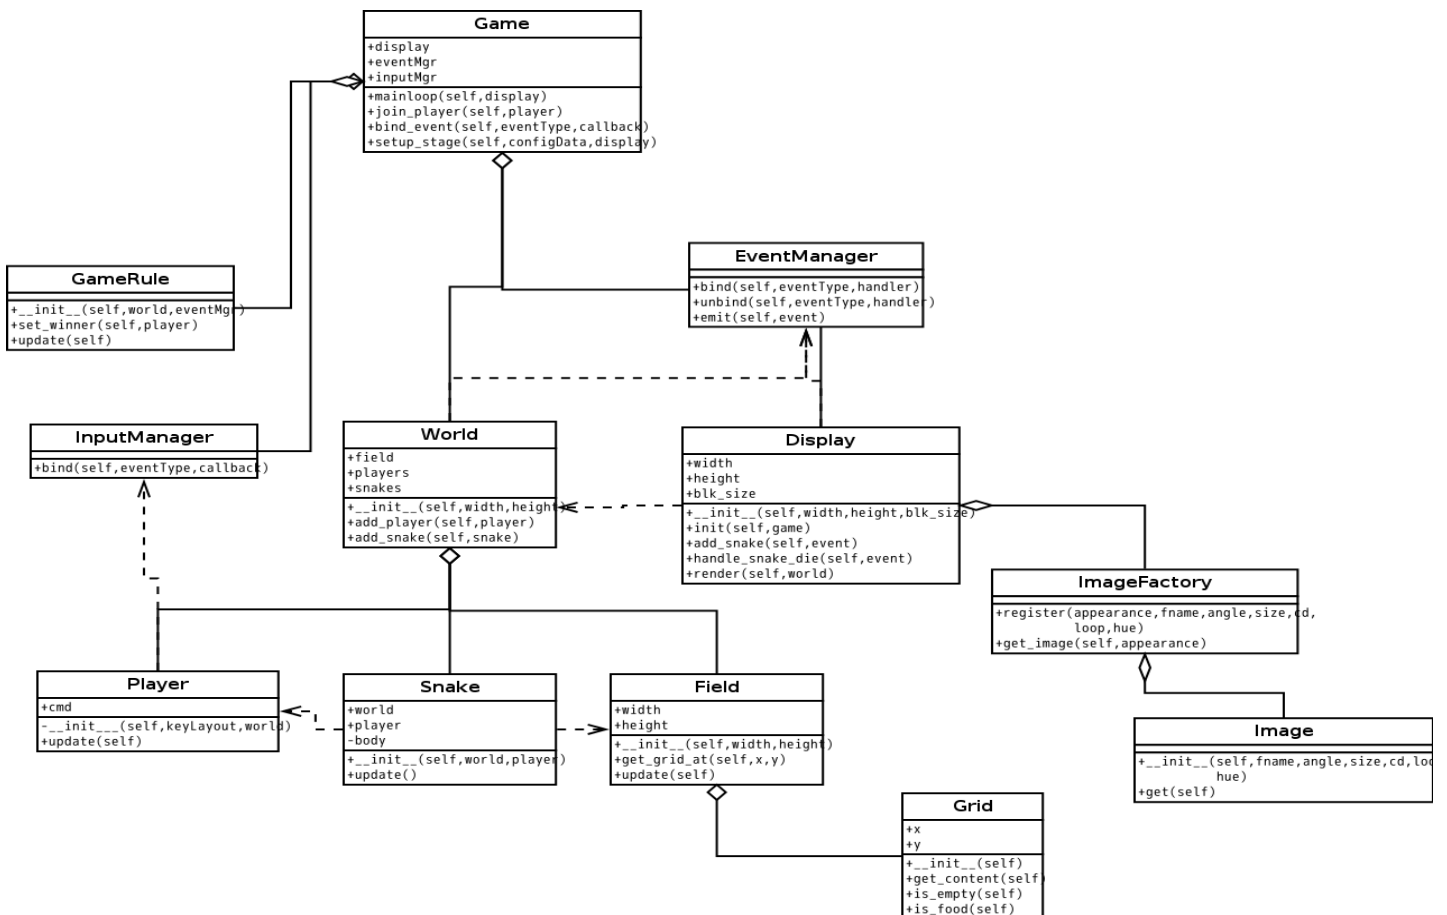 Game
+display
+eventMgr
+inputMgr
+mainloop(self,display)
+join_player(self,player)
+bind_event(self,eventType,callback)
+setup_stage(self,configData,display)
EventManager
+bind(self,eventType,handler)
+unbind(self,eventType,handler)
+emit(self,event)
GameRule
+__init__(self,world,eventMgr)
+set_winner(self,player)
+update(self)
InputManager
+bind(self,eventType,callback)
World
+field
+players
+snakes
+__init__(self,width,height)
+add_player(self,player)
+add_snake(self,snake)
Display
+width
+height
+blk_size
+__init__(self,width,height,blk_size)
+init(self,game)
+add_snake(self,event)
+handle_snake_die(self,event)
+render(self,world)
ImageFactory
+register(appearance,fname,angle,size,cd,
loop,hue)
+get_image(self,appearance)
Player
+cmd
-__init___(self,keyLayout,world)
+update(self)
Snake
+world
+player
-body
+__init__(self,world,player)
+update()
Field
+width
+height
+__init__(self,width,height)
+get_grid_at(self,x,y)
+update(self)
Image
+__init__(self,fname,angle,size,cd,loo
hue)
+get(self)
Grid
+x
+y
+__init__(self)
+get_content(self)
+is_empty(self)
+is_food(self)